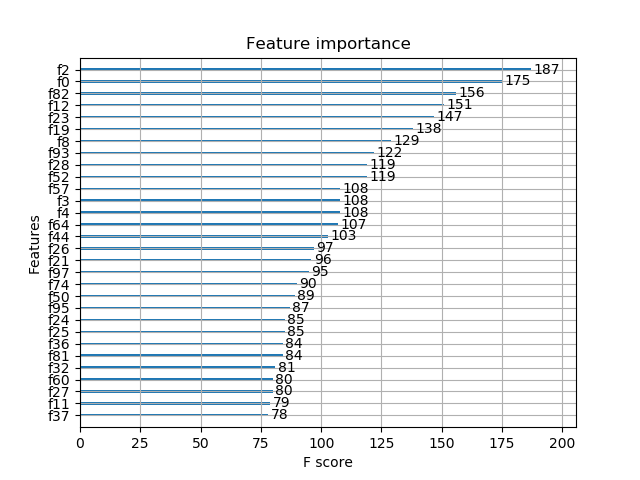 Feature importance
f2 187
f0 175
f82 156
f12 151
f23 147
f19 138
f8 129
f93 122
f28 119
f52 119
f57 108
f3 108
f4 108
f64 107
f44 103
f26 97
f21 96
f97 95
f74 90
f50 89
f95 87
f24 85
f25 85
f36 84
f81 84
f32 81
f60 80
f27 80
f11 79
f37 78
Features
0 25 50 75 100 125 150 175 200
F score